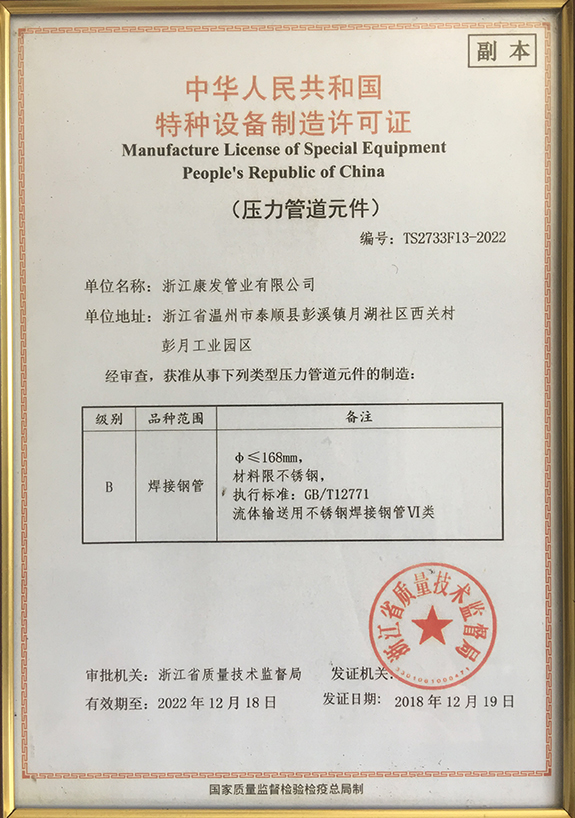 副本
中华人民共和国
特种设备制造许可证
Manufacture License of Special Equipment
People's Republic of China
（压力管道元件）
编号：TS2733F13-2022
单位名称：浙江康发管业有限公司
单位地址：浙江省温州市泰顺县彭溪镇月湖社区西关村
彭月工业园区
经审查，获准从事下列类型压力管道元件的制造：
级别 品种范围 备注
B 焊接钢管
φ≤168mm，
材料限不锈钢，
执行标准：GB/T12771
流体输送用不锈钢焊接钢管Ⅵ类
浙江省质量技术监督局
审批机关：浙江省质量技术监督局 发证机关：
有效期至：2022年12月18日 发证日期：2018年12月19日
国家质量监督检验检疫总局制